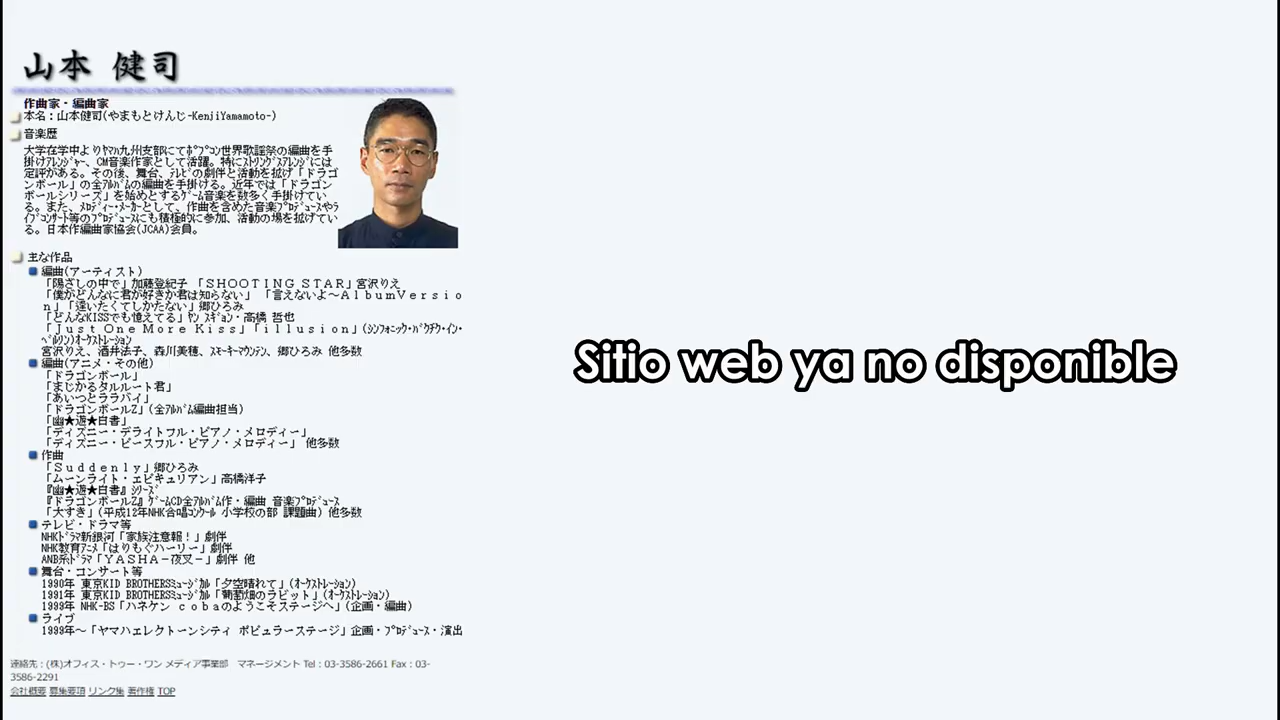 山本 健司
作曲家・編曲家
本名：山本健司(やまもとけんじ-KenjiYamamoto-)
音楽歴
大学在学中よりﾔﾏﾊ九州支部にてﾎﾟﾌﾟｺﾝ世界歌謡祭の編曲を手
掛けｱﾚﾝｼﾞｬｰ、CM音楽作家として活躍。特にｽﾄﾘﾝｸﾞｽｱﾚﾝｼﾞには
定評がある。その後、舞台、ﾃﾚﾋﾞの劇伴と活動を拡げ「ドラゴ
ンボール」の全ｱﾙﾊﾞﾑの編曲を手掛ける。近年では「ドラゴン
ボールシリーズ」を始めとするｹﾞｰﾑ音楽を数多く手掛けてい
る。また、ﾒﾛﾃﾞｨｰﾒｰｶｰとして、作曲を含めた音楽ﾌﾟﾛﾃﾞｭｰｽやﾗ
ｲﾌﾞｺﾝｻｰﾄ等のﾌﾟﾛﾃﾞｭｰｽにも積極的に参加、活動の場を拡げてい
る。日本作編曲家協会(JCAA)会員。
主な作品
編曲(アーティスト)
「陽ざしの中で」加藤登紀子 「ＳＨＯＯＴＩＮＧ ＳＴＡＲ」宮沢りえ
「僕がどんなに君が好きか君は知らない」 「言えないよ～ＡｌｂｕｍＶｅｒｓｉｏ
ｎ」「逢いたくてしかたない」郷ひろみ
「どんなKISSでも憶えてる」ﾔﾝ ｽｷﾞｮﾝ・高橋 哲也
「Ｊｕｓｔ Ｏｎｅ Ｍｏｒｅ Ｋｉｓｓ」「ｉｌｌｕｓｉｏｎ」(ｼﾝﾌｫﾆｯｸ・ﾊﾞｸﾁｸ・ｲﾝ・
ﾍﾞﾙﾘﾝ)ｵｰｹｽﾄﾚｰｼｮﾝ
宮沢りえ、酒井法子、森川美穂、ｽﾓｰｷｰﾏｳﾝﾃﾝ、郷ひろみ 他多数
編曲(アニメ・その他)
「ドラゴンボール」
「まじかるタルルート君」
「あいつとララバイ」
「ドラゴンボールZ」(全ｱﾙﾊﾞﾑ編曲担当)
「幽★遊★白書」
「ディズニー・デライトフル・ピアノ・メロディー」
「ディズニー・ピースフル・ピアノ・メロディー」 他多数
作曲
「Ｓｕｄｄｅｎｌｙ」郷ひろみ
「ムーンライト・エピキュリアン」高橋洋子
『幽★遊★白書』ｼﾘｰｽﾞ
『ドラゴンボールZ』ｹﾞｰﾑCD全ｱﾙﾊﾞﾑ作・編曲 音楽ﾌﾟﾛﾃﾞｭｰｽ
「大すき」(平成12年NHK合唱ｺﾝｸｰﾙ 小学校の部 課題曲) 他多数
テレビ・ドラマ等
NHKﾄﾞﾗﾏ新銀河「家族注意報！」劇伴
NHK教育ｱﾆﾒ「はりもぐハーリー」劇伴
ANB系ﾄﾞﾗﾏ「ＹＡＳＨＡ－夜叉－」劇伴 他
舞台・コンサート等
1990年 東京KID BROTHERSﾐｭｰｼﾞｶﾙ「夕空晴れて」(ｵｰｹｽﾄﾚｰｼｮﾝ)
1991年 東京KID BROTHERSﾐｭｰｼﾞｶﾙ「葡萄畑のラビット」(ｵｰｹｽﾄﾚｰｼｮﾝ)
1999年 NHK-BS「ハネケン ｃｏｂａのようこそステージへ」(企画・編曲)
ライブ
1999年～「ヤマハエレクトーンシティ ポピュラーステージ」企画・ﾌﾟﾛﾃﾞｭｰｽ・演出
連絡先：(株)オフィス・トゥー・ワン メディア事業部　マネージメント Tel：03-3586-2661 Fax：03-
3586-2291
会社概要 募集要項 リンク集 著作権 TOP
Sitio web ya no disponible